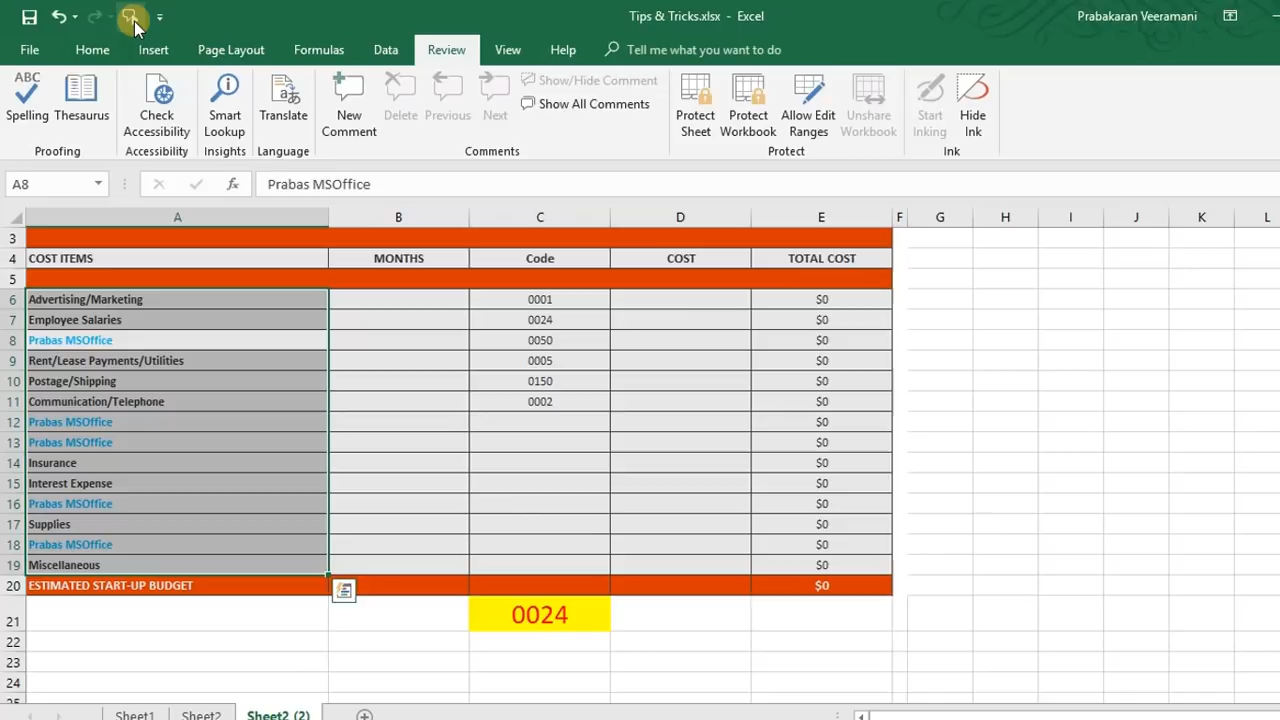 Tips & Tricks.xlsx - Excel
Prabakaran Veeramani
File Home Insert Page Layout Formulas Data Review View Help Tell me what you want to do
ABC
Spelling Thesaurus Check Accessibility Smart Lookup Translate New Comment Delete Previous Next Show/Hide Comment Show All Comments Protect Sheet Protect Workbook Allow Edit Ranges Unshare Workbook Start Inking Hide Ink
Proofing Accessibility Insights Language Comments Protect Ink
A8 fx Prabas MSOffice
A B C D E F G H I J K L
3
4 COST ITEMS MONTHS Code COST TOTAL COST
5
6 Advertising/Marketing 0001 $0
7 Employee Salaries 0024 $0
8 Prabas MSOffice 0050 $0
9 Rent/Lease Payments/Utilities 0005 $0
10 Postage/Shipping 0150 $0
11 Communication/Telephone 0002 $0
12 Prabas MSOffice $0
13 Prabas MSOffice $0
14 Insurance $0
15 Interest Expense $0
16 Prabas MSOffice $0
17 Supplies $0
18 Prabas MSOffice $0
19 Miscellaneous $0
20 ESTIMATED START-UP BUDGET $0
21 0024
22
23
24
25
Sheet1 Sheet2 Sheet2 (2)